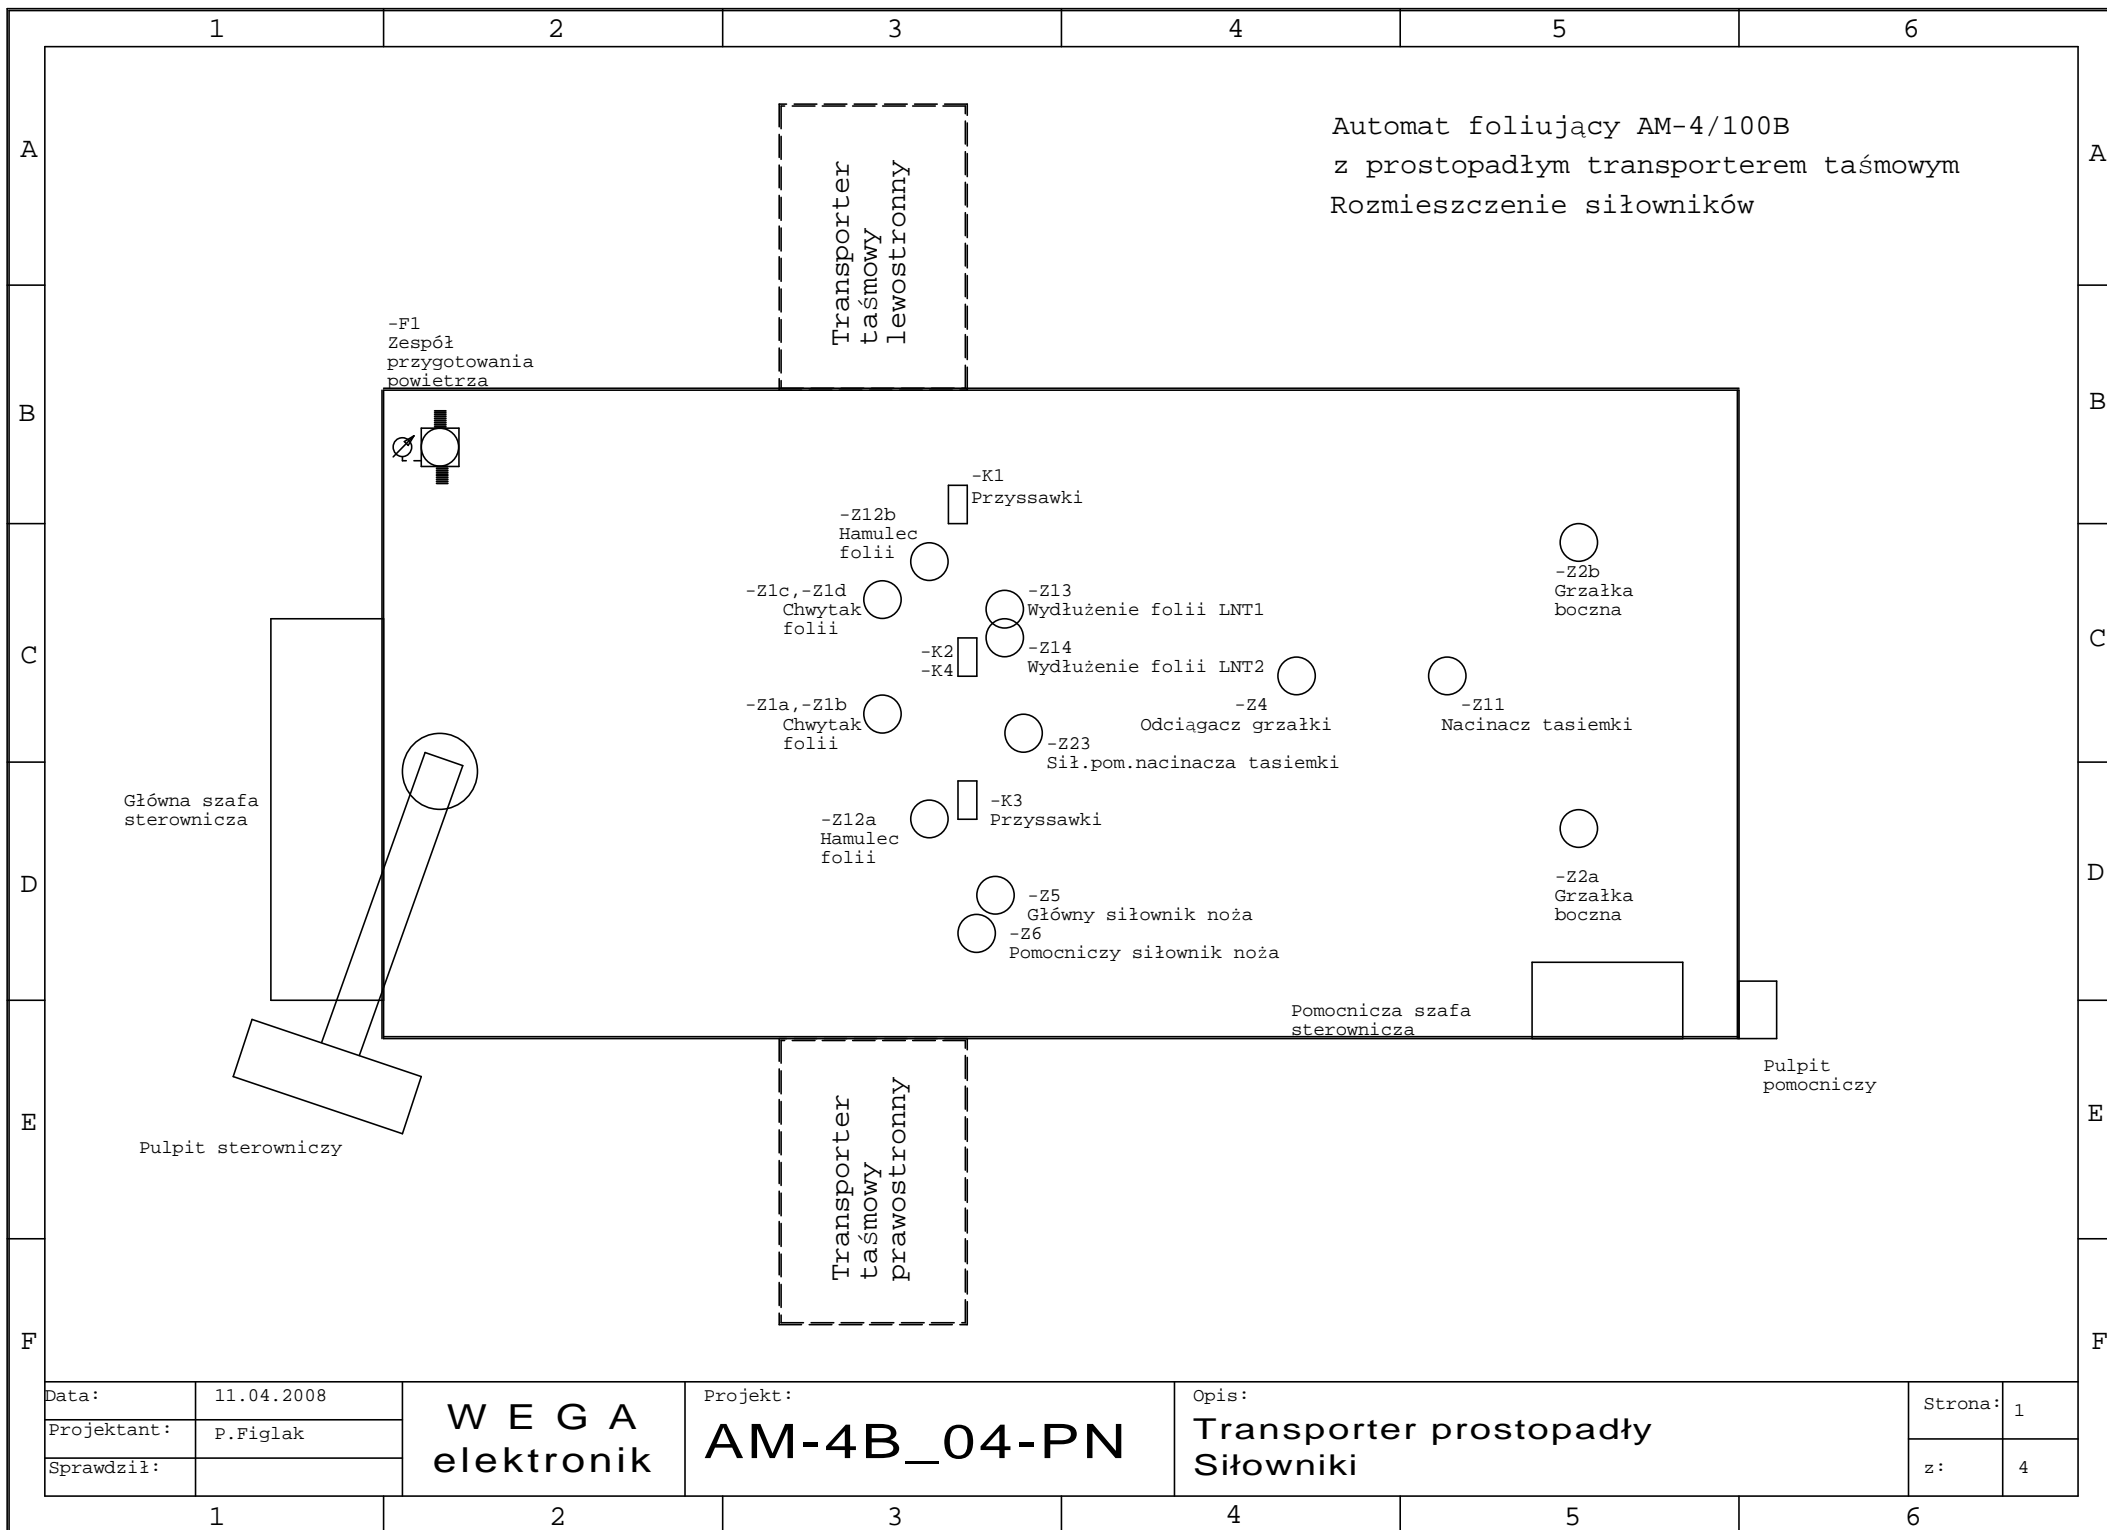 1 2 3 4 5 6
A
B
C
D
E
F
A
B
C
D
E
F
Automat foliujący AM-4/100B
z prostopadłym transporterem taśmowym
Rozmieszczenie siłowników
Transporter
taśmowy
lewostronny
-F1
Zespół
przygotowania
powietrza
-K1
Przyssawki
-Z12b
Hamulec
folii
-Z1c,-Z1d
Chwytak
folii
-Z13
Wydłużenie folii LNT1
-Z14
Wydłużenie folii LNT2
-K2
-K4
-Z1a,-Z1b
Chwytak
folii
-Z23
Sił.pom.nacinacza tasiemki
-Z4
Odciągacz grzałki
-Z11
Nacinacz tasiemki
-Z2b
Grzałka
boczna
Główna szafa
sterownicza
-K3
Przyssawki
-Z12a
Hamulec
folii
-Z5
Główny siłownik noża
-Z6
Pomocniczy siłownik noża
-Z2a
Grzałka
boczna
Pomocnicza szafa
sterownicza
Pulpit
pomocniczy
Pulpit sterowniczy
Transporter
taśmowy
prawostronny
Data: 11.04.2008
Projektant: P.Figlak
Sprawdził:
W E G A
elektronik
Projekt:
AM-4B_04-PN
Opis:
Transporter prostopadły
Siłowniki
Strona: 1
z: 4
1 2 3 4 5 6